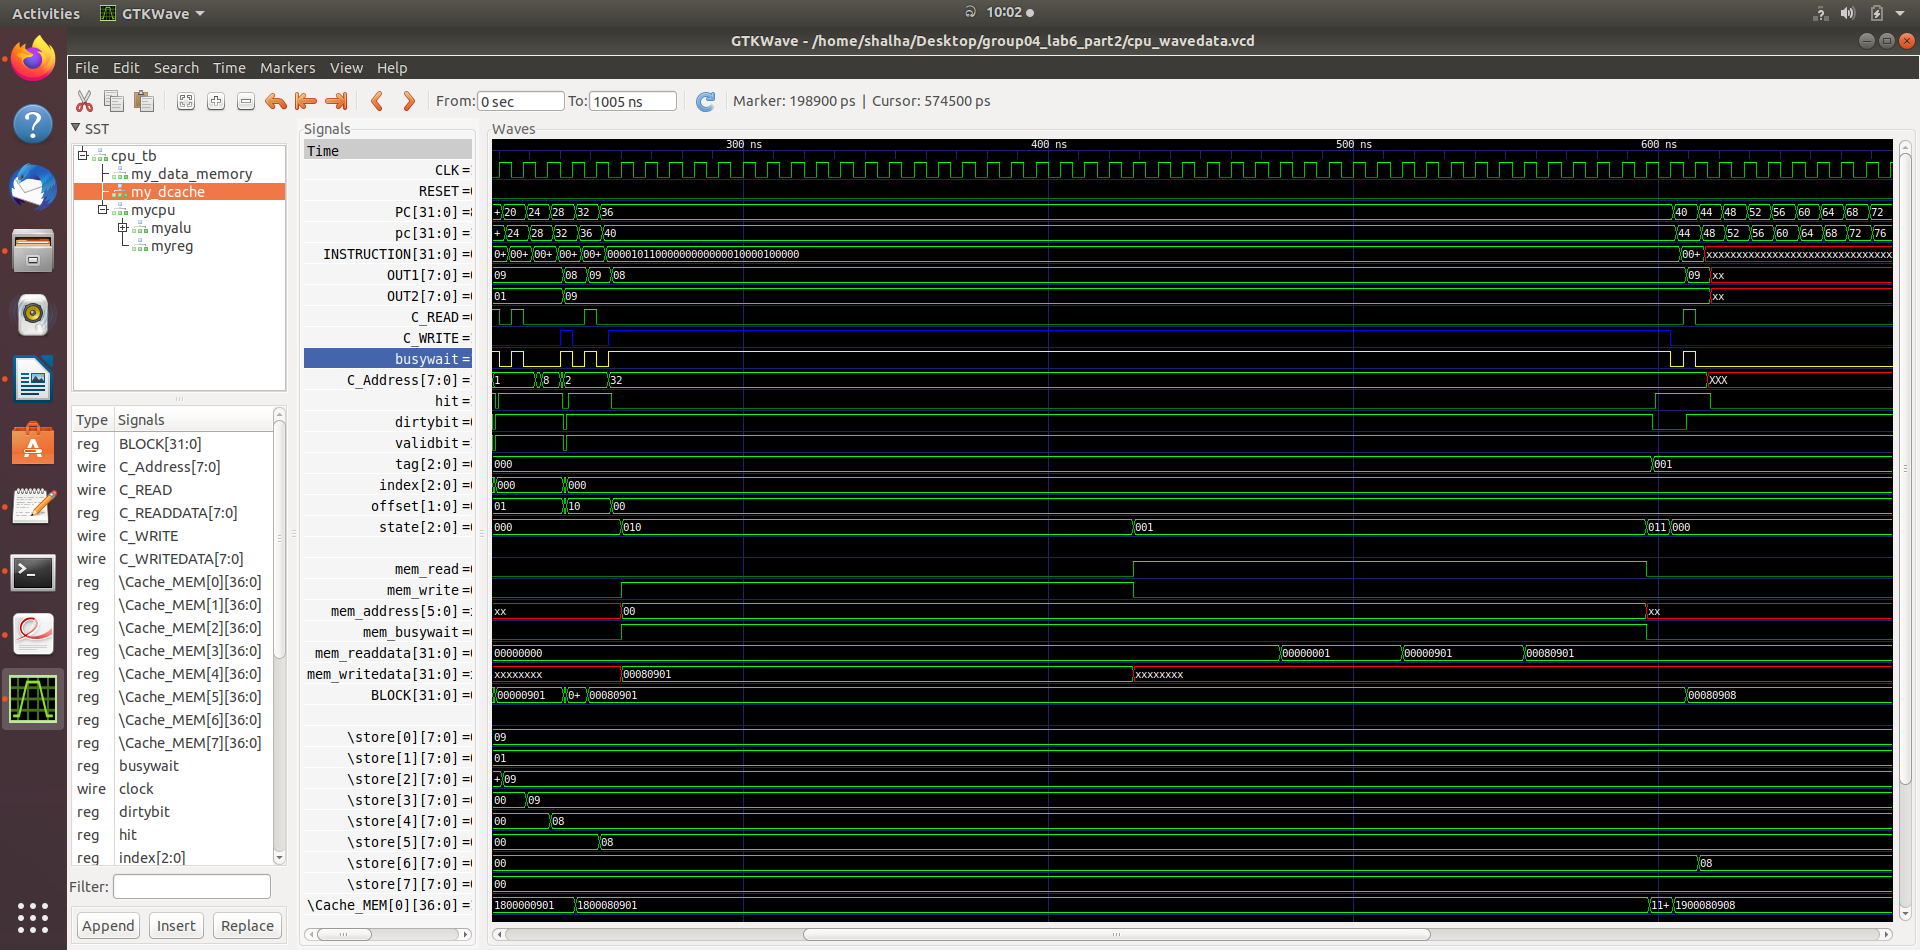 Activities GTKWave 10:02
GTKWave - /home/shalha/Desktop/group04_lab6_part2/cpu_wavedata.vcd
File Edit Search Time Markers View Help
From: 0 sec To: 1005 ns Marker: 198900 ps | Cursor: 574500 ps
SST
cpu_tb
my_data_memory
my_dcache
mycpu
myalu
myreg
Type Signals
reg BLOCK[31:0]
wire C_Address[7:0]
wire C_READ
reg C_READDATA[7:0]
wire C_WRITE
wire C_WRITEDATA[7:0]
reg \Cache_MEM[0][36:0]
reg \Cache_MEM[1][36:0]
reg \Cache_MEM[2][36:0]
reg \Cache_MEM[3][36:0]
reg \Cache_MEM[4][36:0]
reg \Cache_MEM[5][36:0]
reg \Cache_MEM[6][36:0]
reg \Cache_MEM[7][36:0]
reg busywait
wire clock
reg dirtybit
reg hit
reg index[2:0]
Filter:
Append Insert Replace
Signals
Waves
Time
300 ns 400 ns 500 ns 600 ns
CLK =
RESET =
PC[31:0] = + 20 24 28 32 36 40 44 48 52 56 60 64 68 72
pc[31:0] = + 24 28 32 36 40 44 48 52 56 60 64 68 72 76
INSTRUCTION[31:0] = 0+ 00+ 00+ 00+ 00+ 00+
OUT1[7:0] = 09 08 09 08 09 xx
OUT2[7:0] = 01 09 xx
C_READ =
C_WRITE =
busywait =
C_Address[7:0] = 1 8 2 32 XXX
hit =
dirtybit =
validbit =
tag[2:0] = 000 001
index[2:0] = 000 000
offset[1:0] = 01 10 00
state[2:0] = 000 010 001 011 000
mem_read =
mem_write =
mem_address[5:0] = xx 00 xx
mem_busywait =
mem_readdata[31:0] = 00000000 00000001 00000901 00080901
mem_writedata[31:0] = xxxxxxxx 00080901 xxxxxxxx
BLOCK[31:0] = 00000901 0+ 00080901 00080908
\store[0][7:0] = 09
\store[1][7:0] = 01
\store[2][7:0] = + 09
\store[3][7:0] = 00 09
\store[4][7:0] = 00 08
\store[5][7:0] = 00 08
\store[6][7:0] = 00 08
\store[7][7:0] = 00
\Cache_MEM[0][36:0] = 1800000901 1800080901 11+ 1900080908